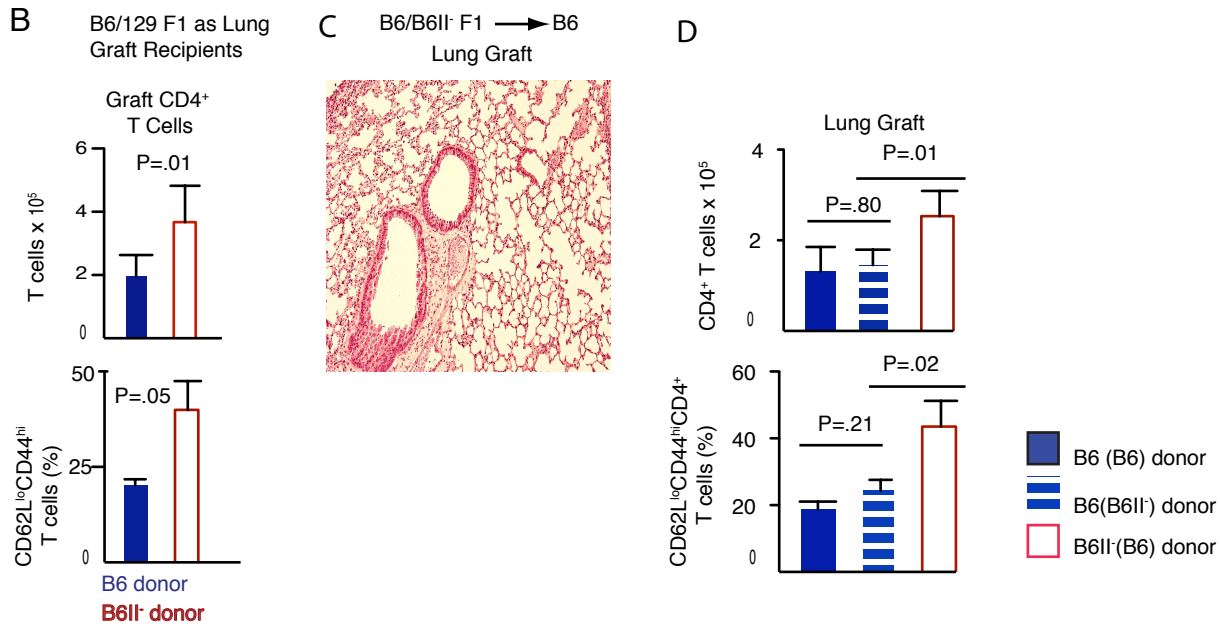 B
B6/129 F1 as Lung
Graft Recipients
Graft CD4⁺
T Cells
T cells x 10⁵
6
4
2
0
P=.01
CD62LˡᵒCD44ʰⁱ
T cells (%)
50
25
0
P=.05
B6 donor
B6II⁻ donor
C
B6/B6II⁻ F1 → B6
Lung Graft
D
Lung Graft
CD4⁺ T cells x 10⁵
4
2
0
P=.01
P=.80
CD62LˡᵒCD44ʰⁱCD4⁺
T cells (%)
60
40
20
0
P=.02
P=.21
B6 (B6) donor
B6(B6II⁻) donor
B6II⁻(B6) donor